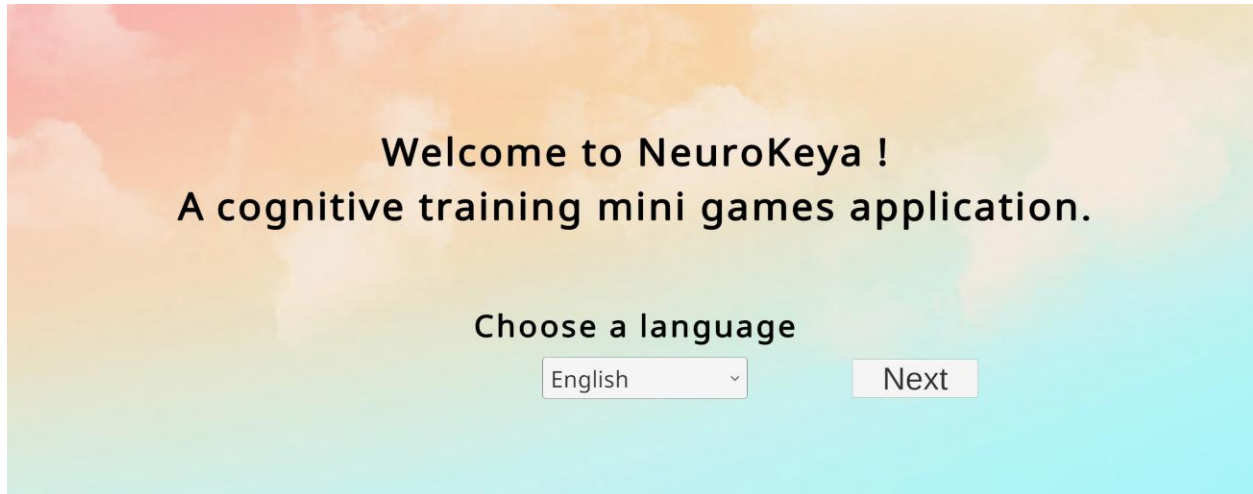 Welcome to NeuroKeya !
A cognitive training mini games application.
Choose a language
English
Next